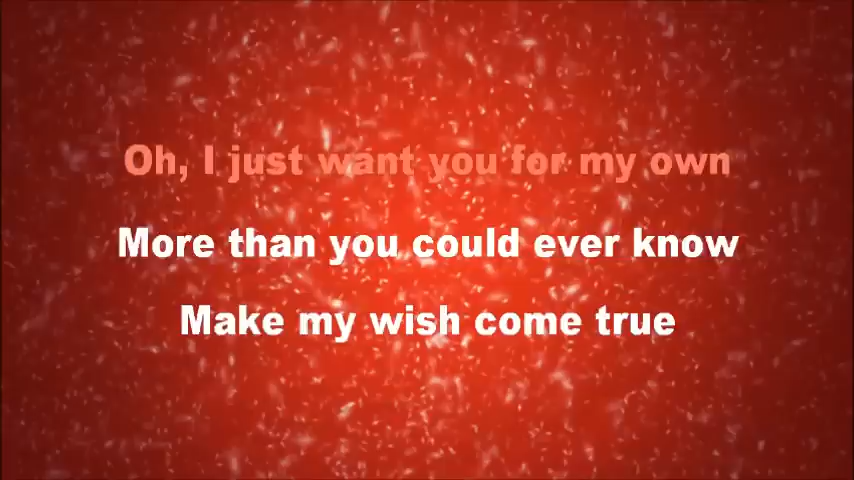 Oh, I just want you for my own
More than you could ever know
Make my wish come true